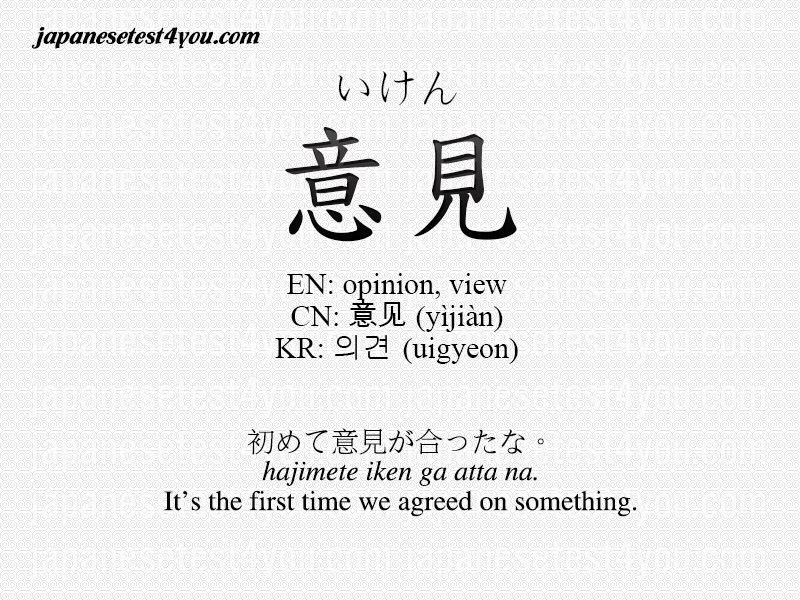 japanesetest4you.com
いけん
意見
EN: opinion, view
CN: 意见 (yìjiàn)
KR: 의견 (uigyeon)
初めて意見が合ったな。
hajimete iken ga atta na.
It's the first time we agreed on something.